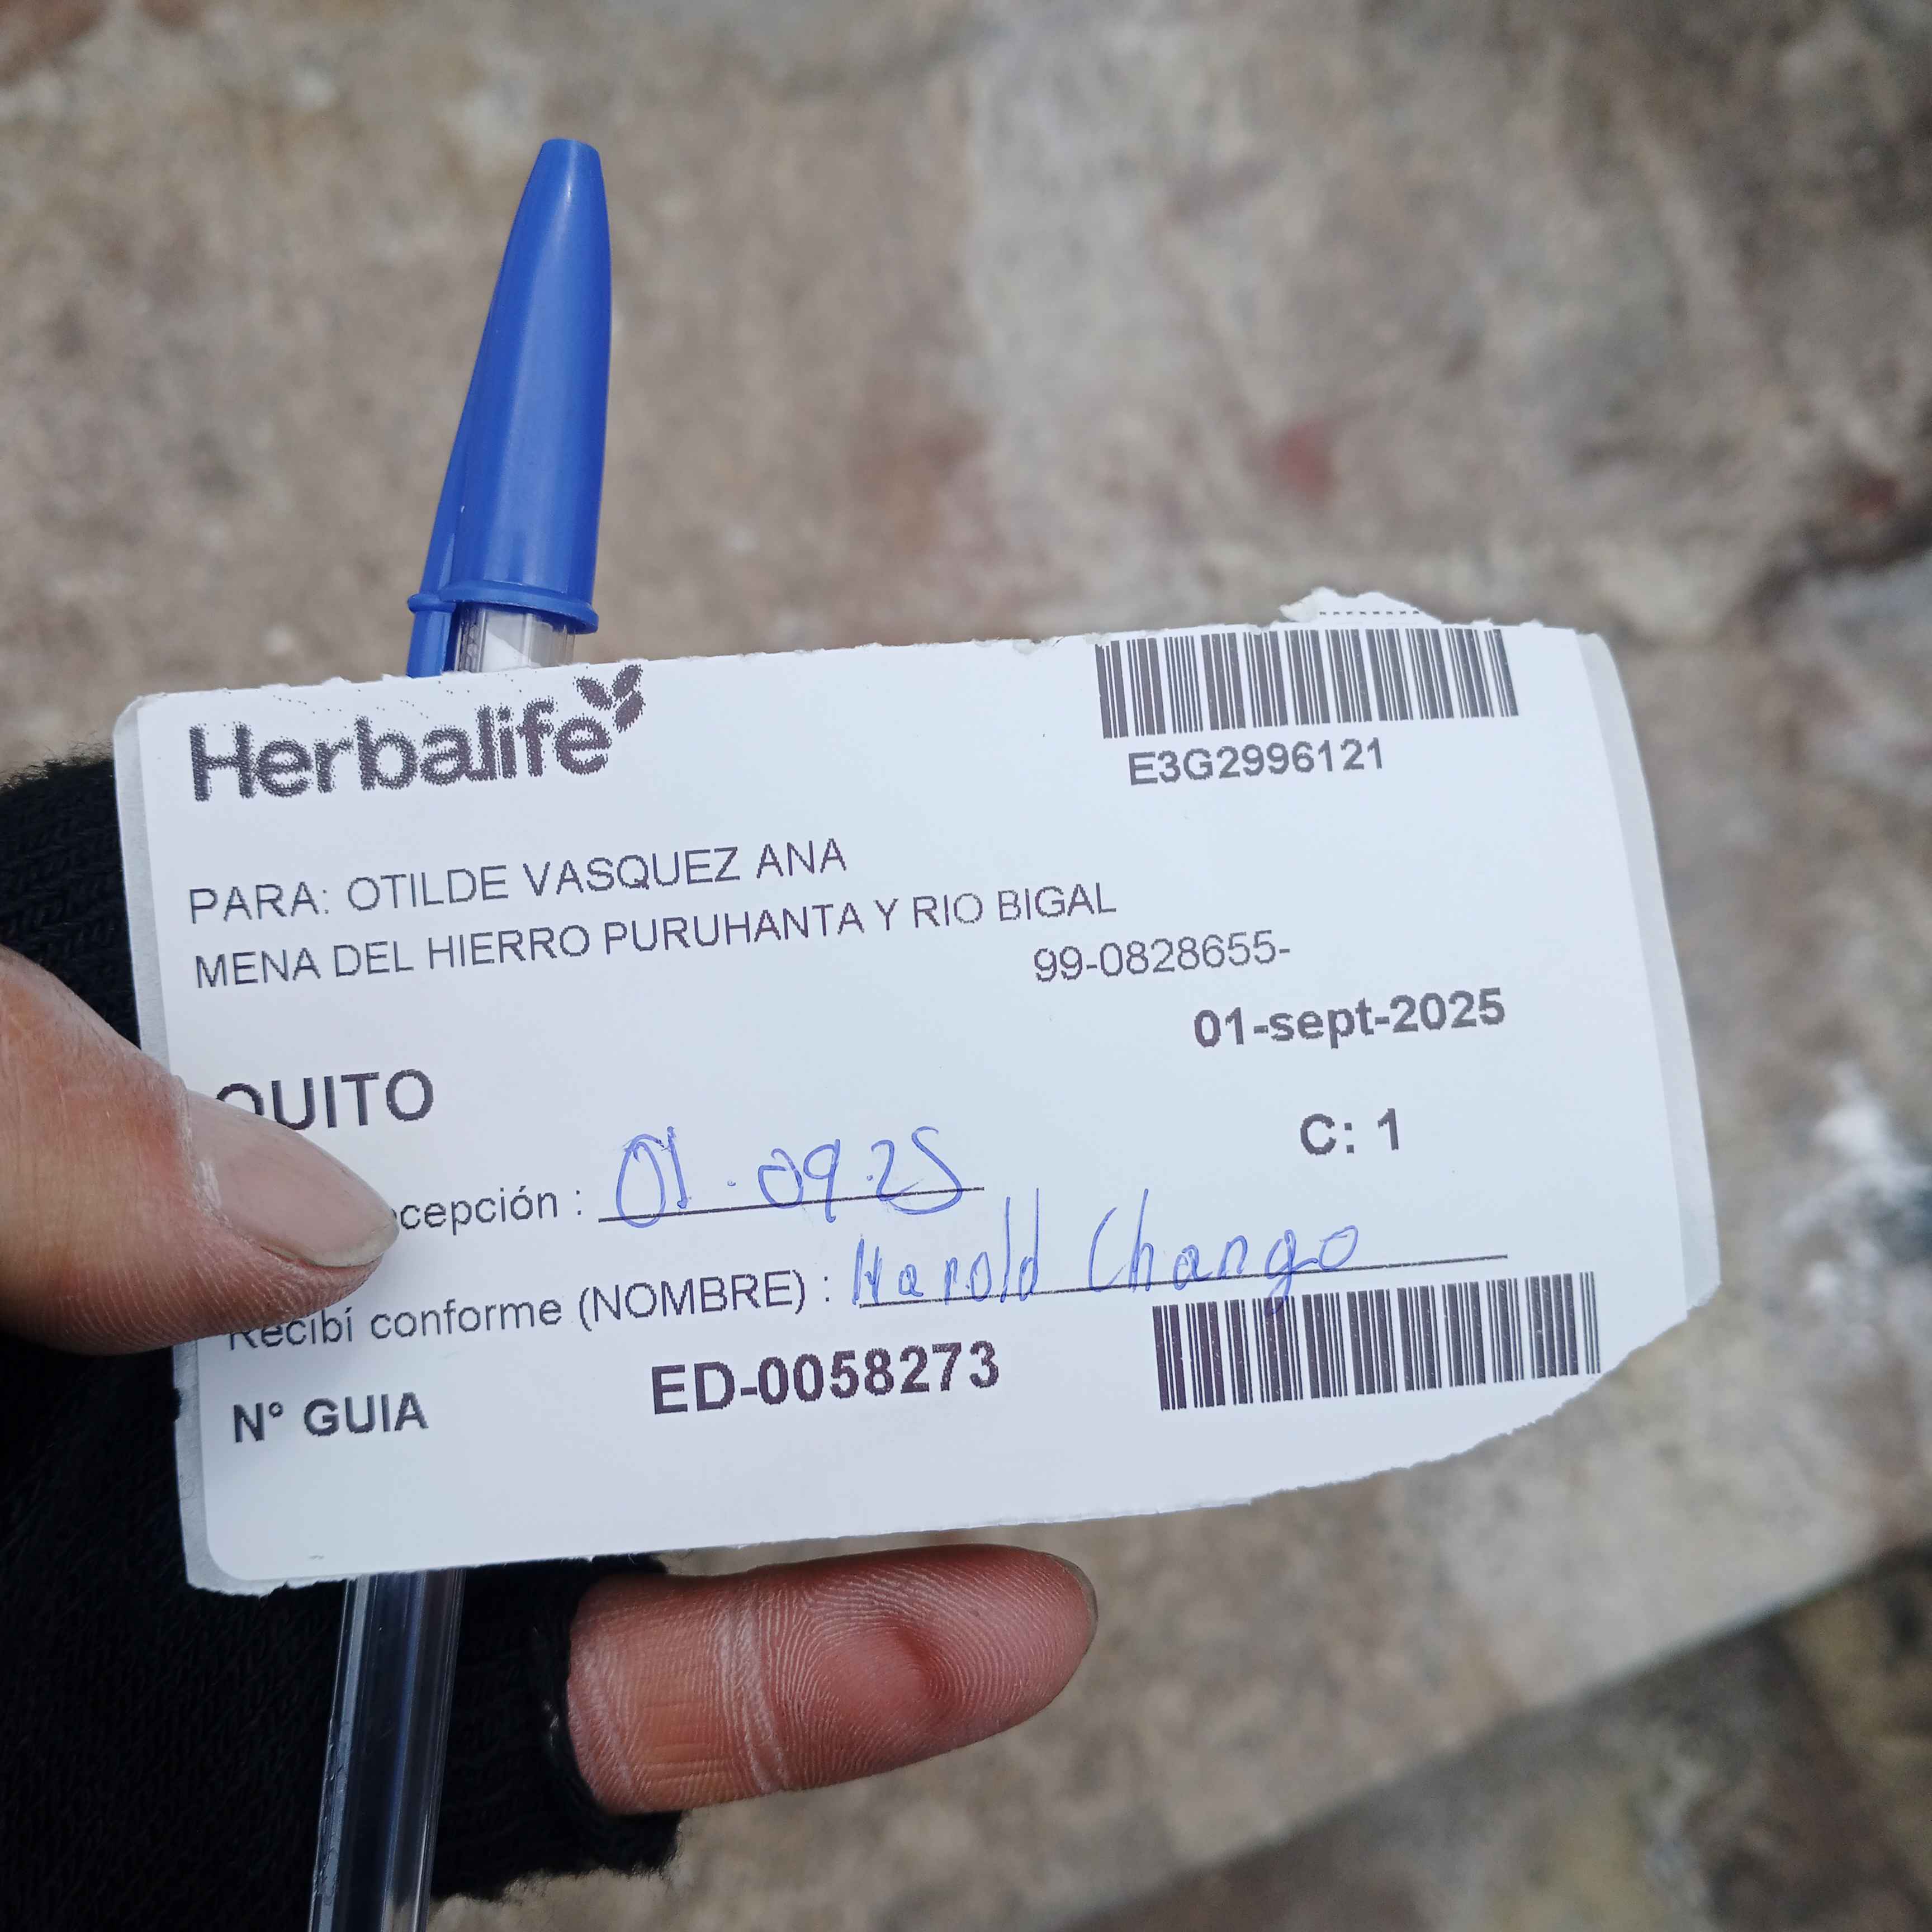 Herbalife
E3G2996121
PARA: OTILDE VASQUEZ ANA
MENA DEL HIERRO PURUHANTA Y RIO BIGAL
99-0828655-
01-sept-2025
QUITO
C: 1
cepción : 01.09.25
Recibí conforme (NOMBRE) : Harold Chango
N° GUIA ED-0058273